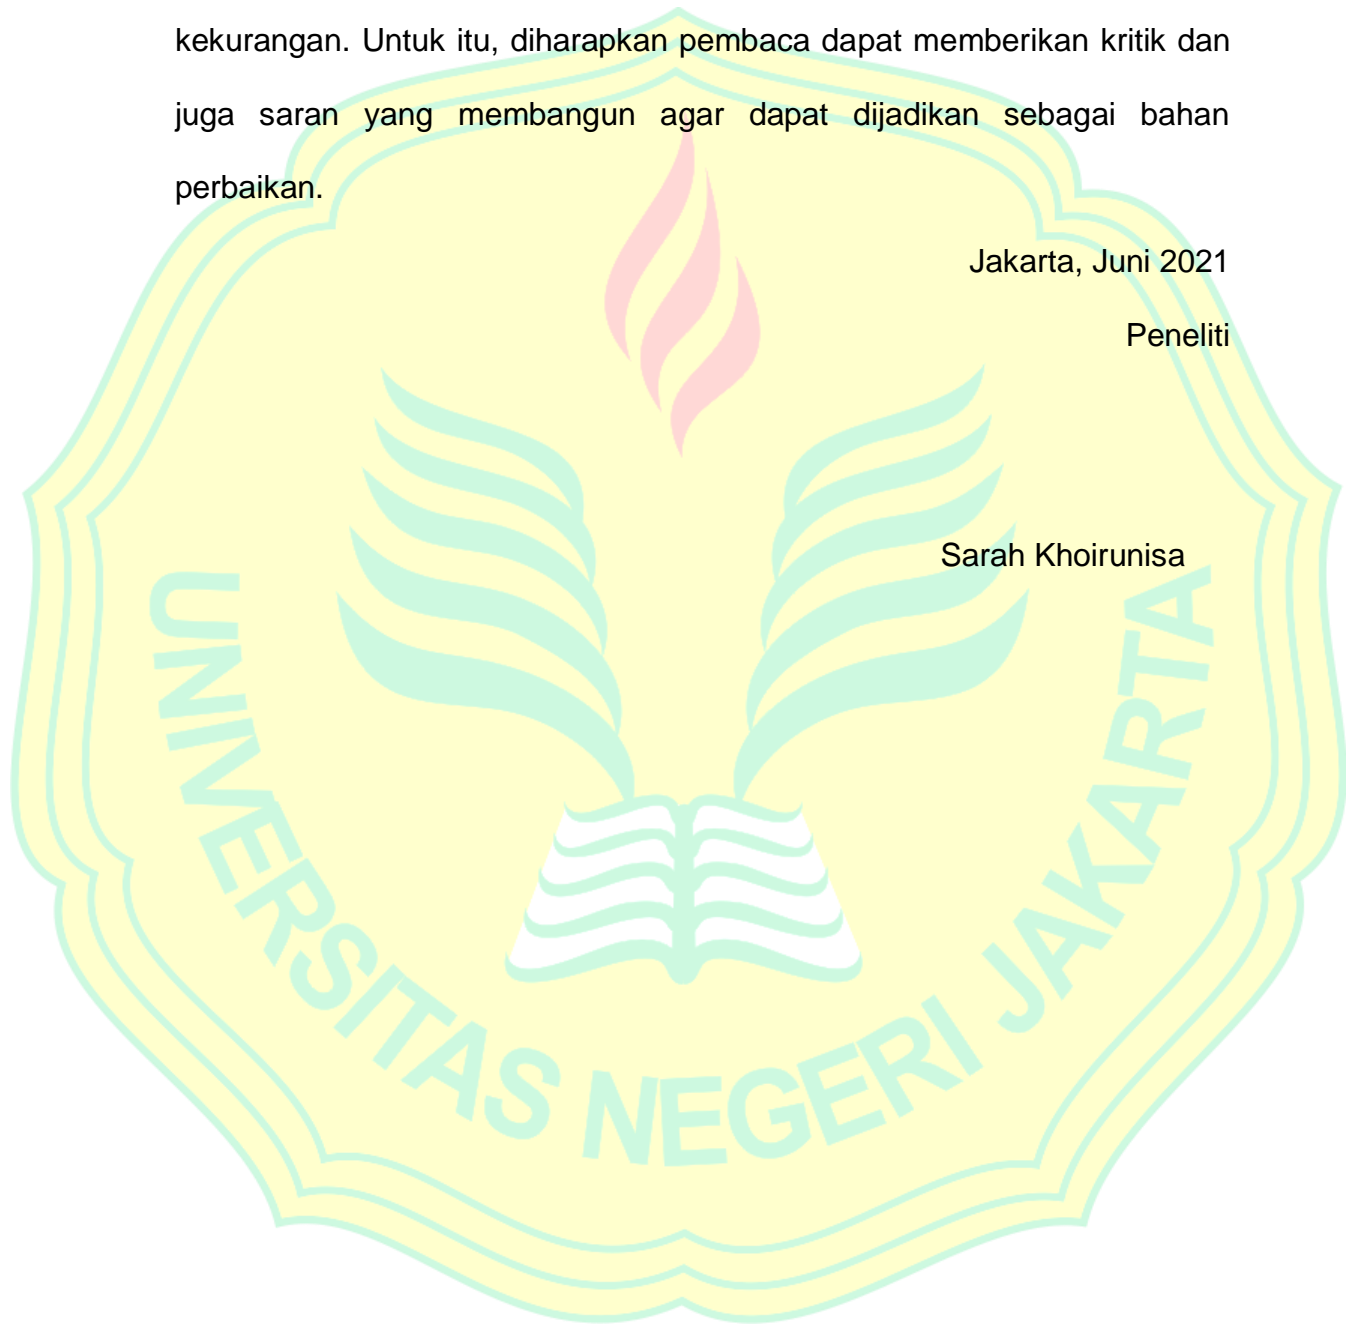 kekurangan. Untuk itu, diharapkan pembaca dapat memberikan kritik dan
juga saran yang membangun agar dapat dijadikan sebagai bahan
perbaikan.
Jakarta, Juni 2021
Peneliti
Sarah Khoirunisa
UNIVERSITAS NEGERI JAKARTA